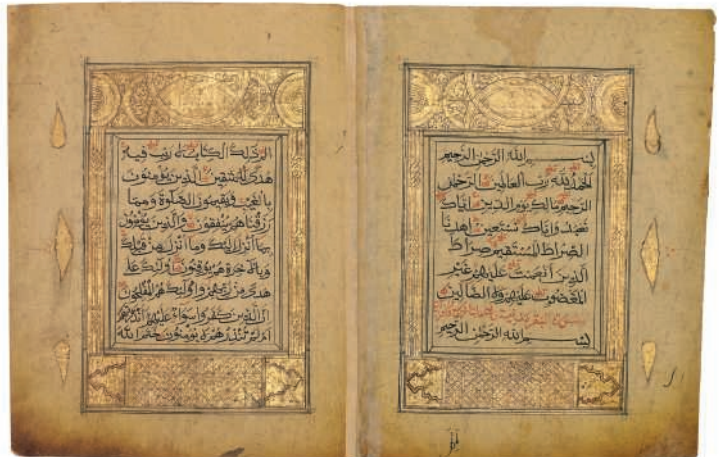 بسم الله الرحمن الرحيم
الحمد لله رب العالمين الرحمن
الرحيم مالك يوم الدين اياك
نعبد واياك نستعين اهدنا
الصراط المستقيم صراط
الذين انعمت عليهم غير
المغضوب عليهم ولا الضالين
بسم الله الرحمن الرحيم
الم ذلك الكتاب لا ريب فيه
هدى للمتقين الذين يؤمنون
بالغيب ويقيمون الصلوة ومما
رزقناهم ينفقون والذين يؤمنون
بما انزل اليك وما انزل من قبلك
وبالاخرة هم يوقنون اولئك على
هدى من ربهم واولئك هم المفلحون
ان الذين كفروا سواء عليهم انذرتهم
ام لم تنذرهم لا يؤمنون ختم الله